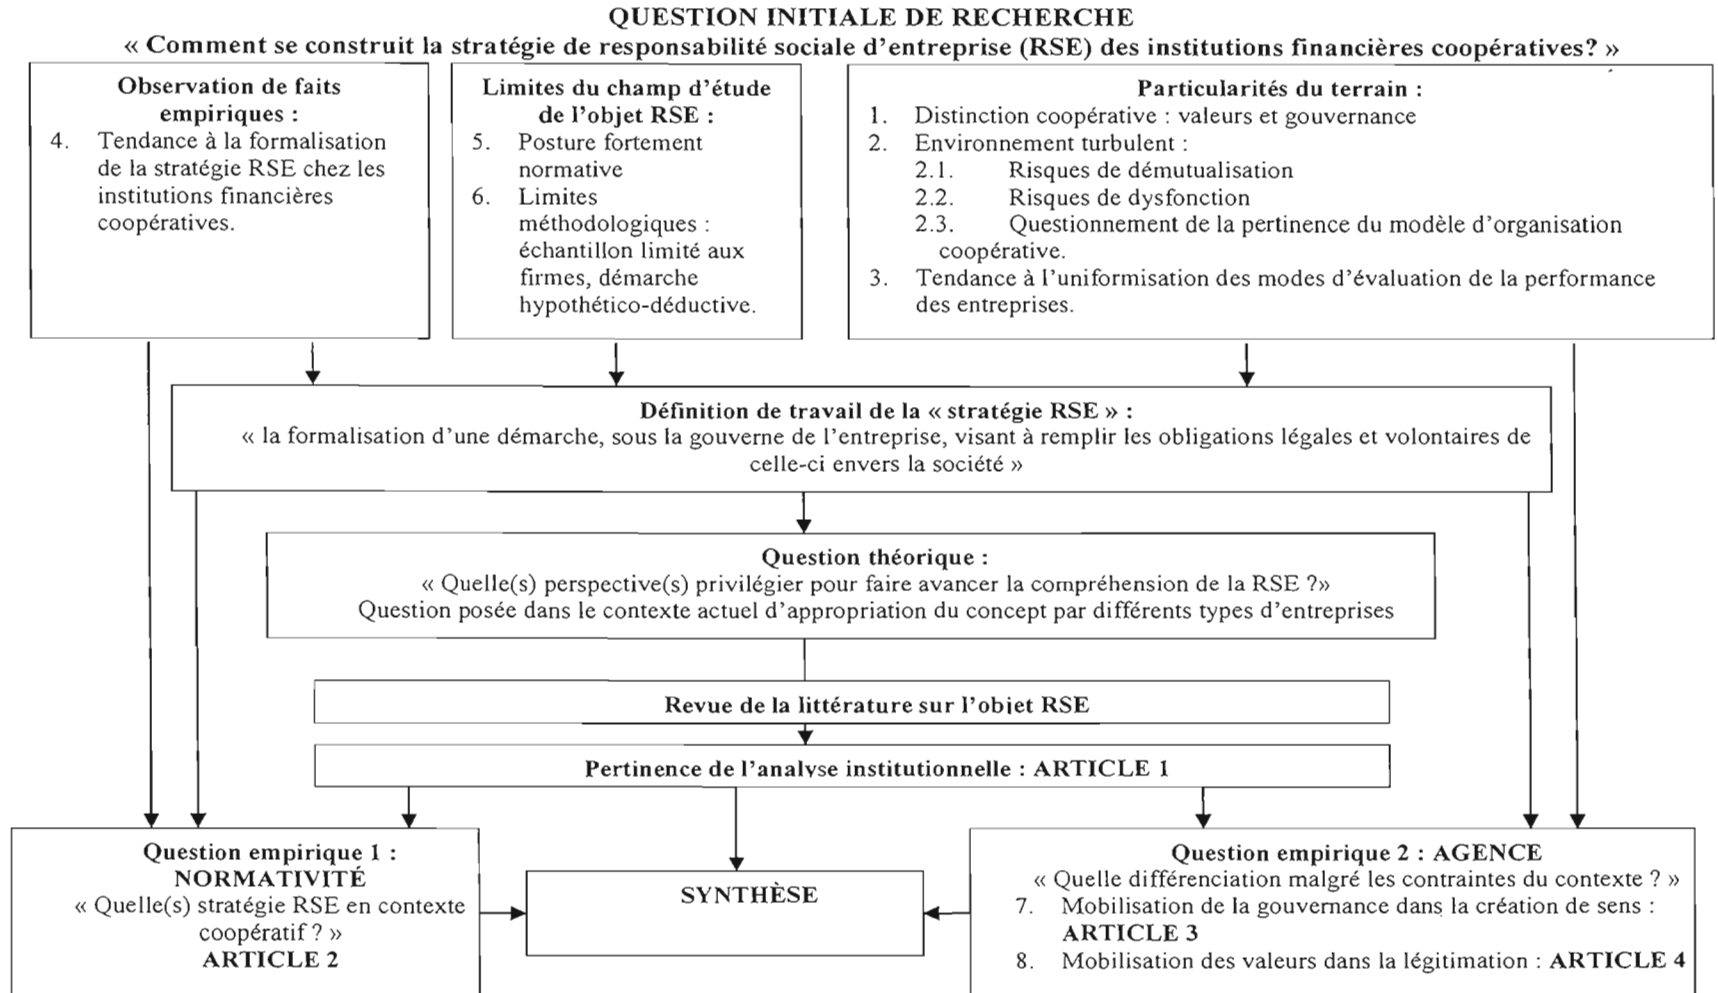 QUESTION INITIALE DE RECHERCHE
« Comment se construit la stratégie de responsabilité sociale d'entreprise (RSE) des institutions financières coopératives? »
Observation de faits
empiriques :
4. Tendance à la formalisation
de la stratégie RSE chez les
institutions financières
coopératives.
Limites du champ d'étude
de l'objet RSE :
5. Posture fortement
normative
6. Limites
méthodologiques :
échantillon limité aux
firmes, démarche
hypothético-déductive.
Particularités du terrain :
1. Distinction coopérative : valeurs et gouvernance
2. Environnement turbulent :
2.1. Risques de démutualisation
2.2. Risques de dysfonction
2.3. Questionnement de la pertinence du modèle d'organisation
coopérative.
3. Tendance à l'uniformisation des modes d'évaluation de la performance
des entreprises.
Définition de travail de la « stratégie RSE » :
« la formalisation d'une démarche, sous la gouverne de l'entreprise, visant à remplir les obligations légales et volontaires de
celle-ci envers la société »
Question théorique :
« Quelle(s) perspective(s) privilégier pour faire avancer la compréhension de la RSE ?»
Question posée dans le contexte actuel d'appropriation du concept par différents types d'entreprises
Revue de la littérature sur l'objet RSE
Pertinence de l'analyse institutionnelle : ARTICLE 1
Question empirique 1 :
NORMATIVITÉ
« Quelle(s) stratégie RSE en contexte
coopératif ? »
ARTICLE 2
SYNTHÈSE
Question empirique 2 : AGENCE
« Quelle différenciation malgré les contraintes du contexte ? »
7. Mobilisation de la gouvernance dans la création de sens :
ARTICLE 3
8. Mobilisation des valeurs dans la légitimation : ARTICLE 4